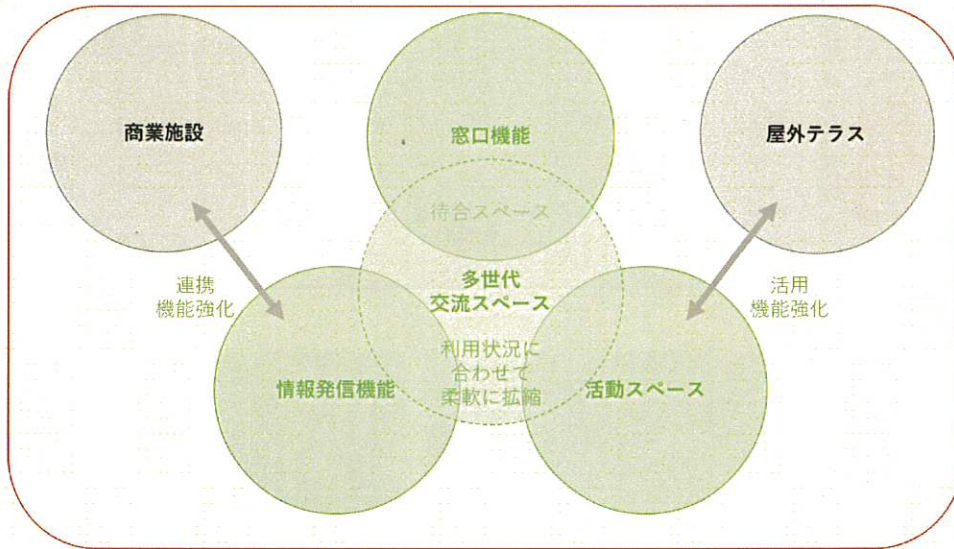 商業施設
窓口機能
屋外テラス
待合スペース
多世代
交流スペース
連携
機能強化
活用
機能強化
利用状況に
合わせて
柔軟に拡縮
情報発信機能
活動スペース